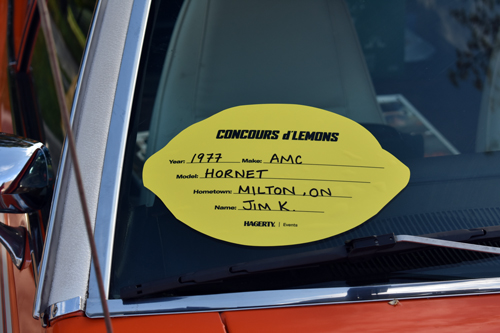 CONCOURS d'LEMONS
Year: 1977 Make: AMC
Model: HORNET
Hometown: MILTON, ON
Name: JIM K.
HAGERTY | Events